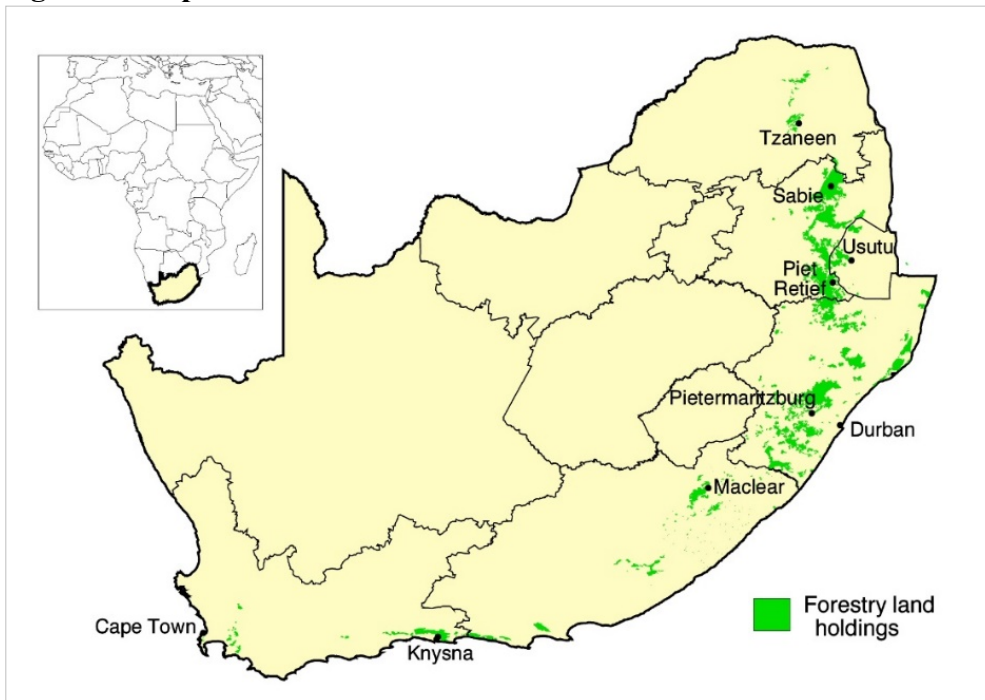 Tzaneen
Sabie
Usutu
Piet
Retief
Pietermaritzburg
Durban
Maclear
Cape Town
Knysna
Forestry land
holdings